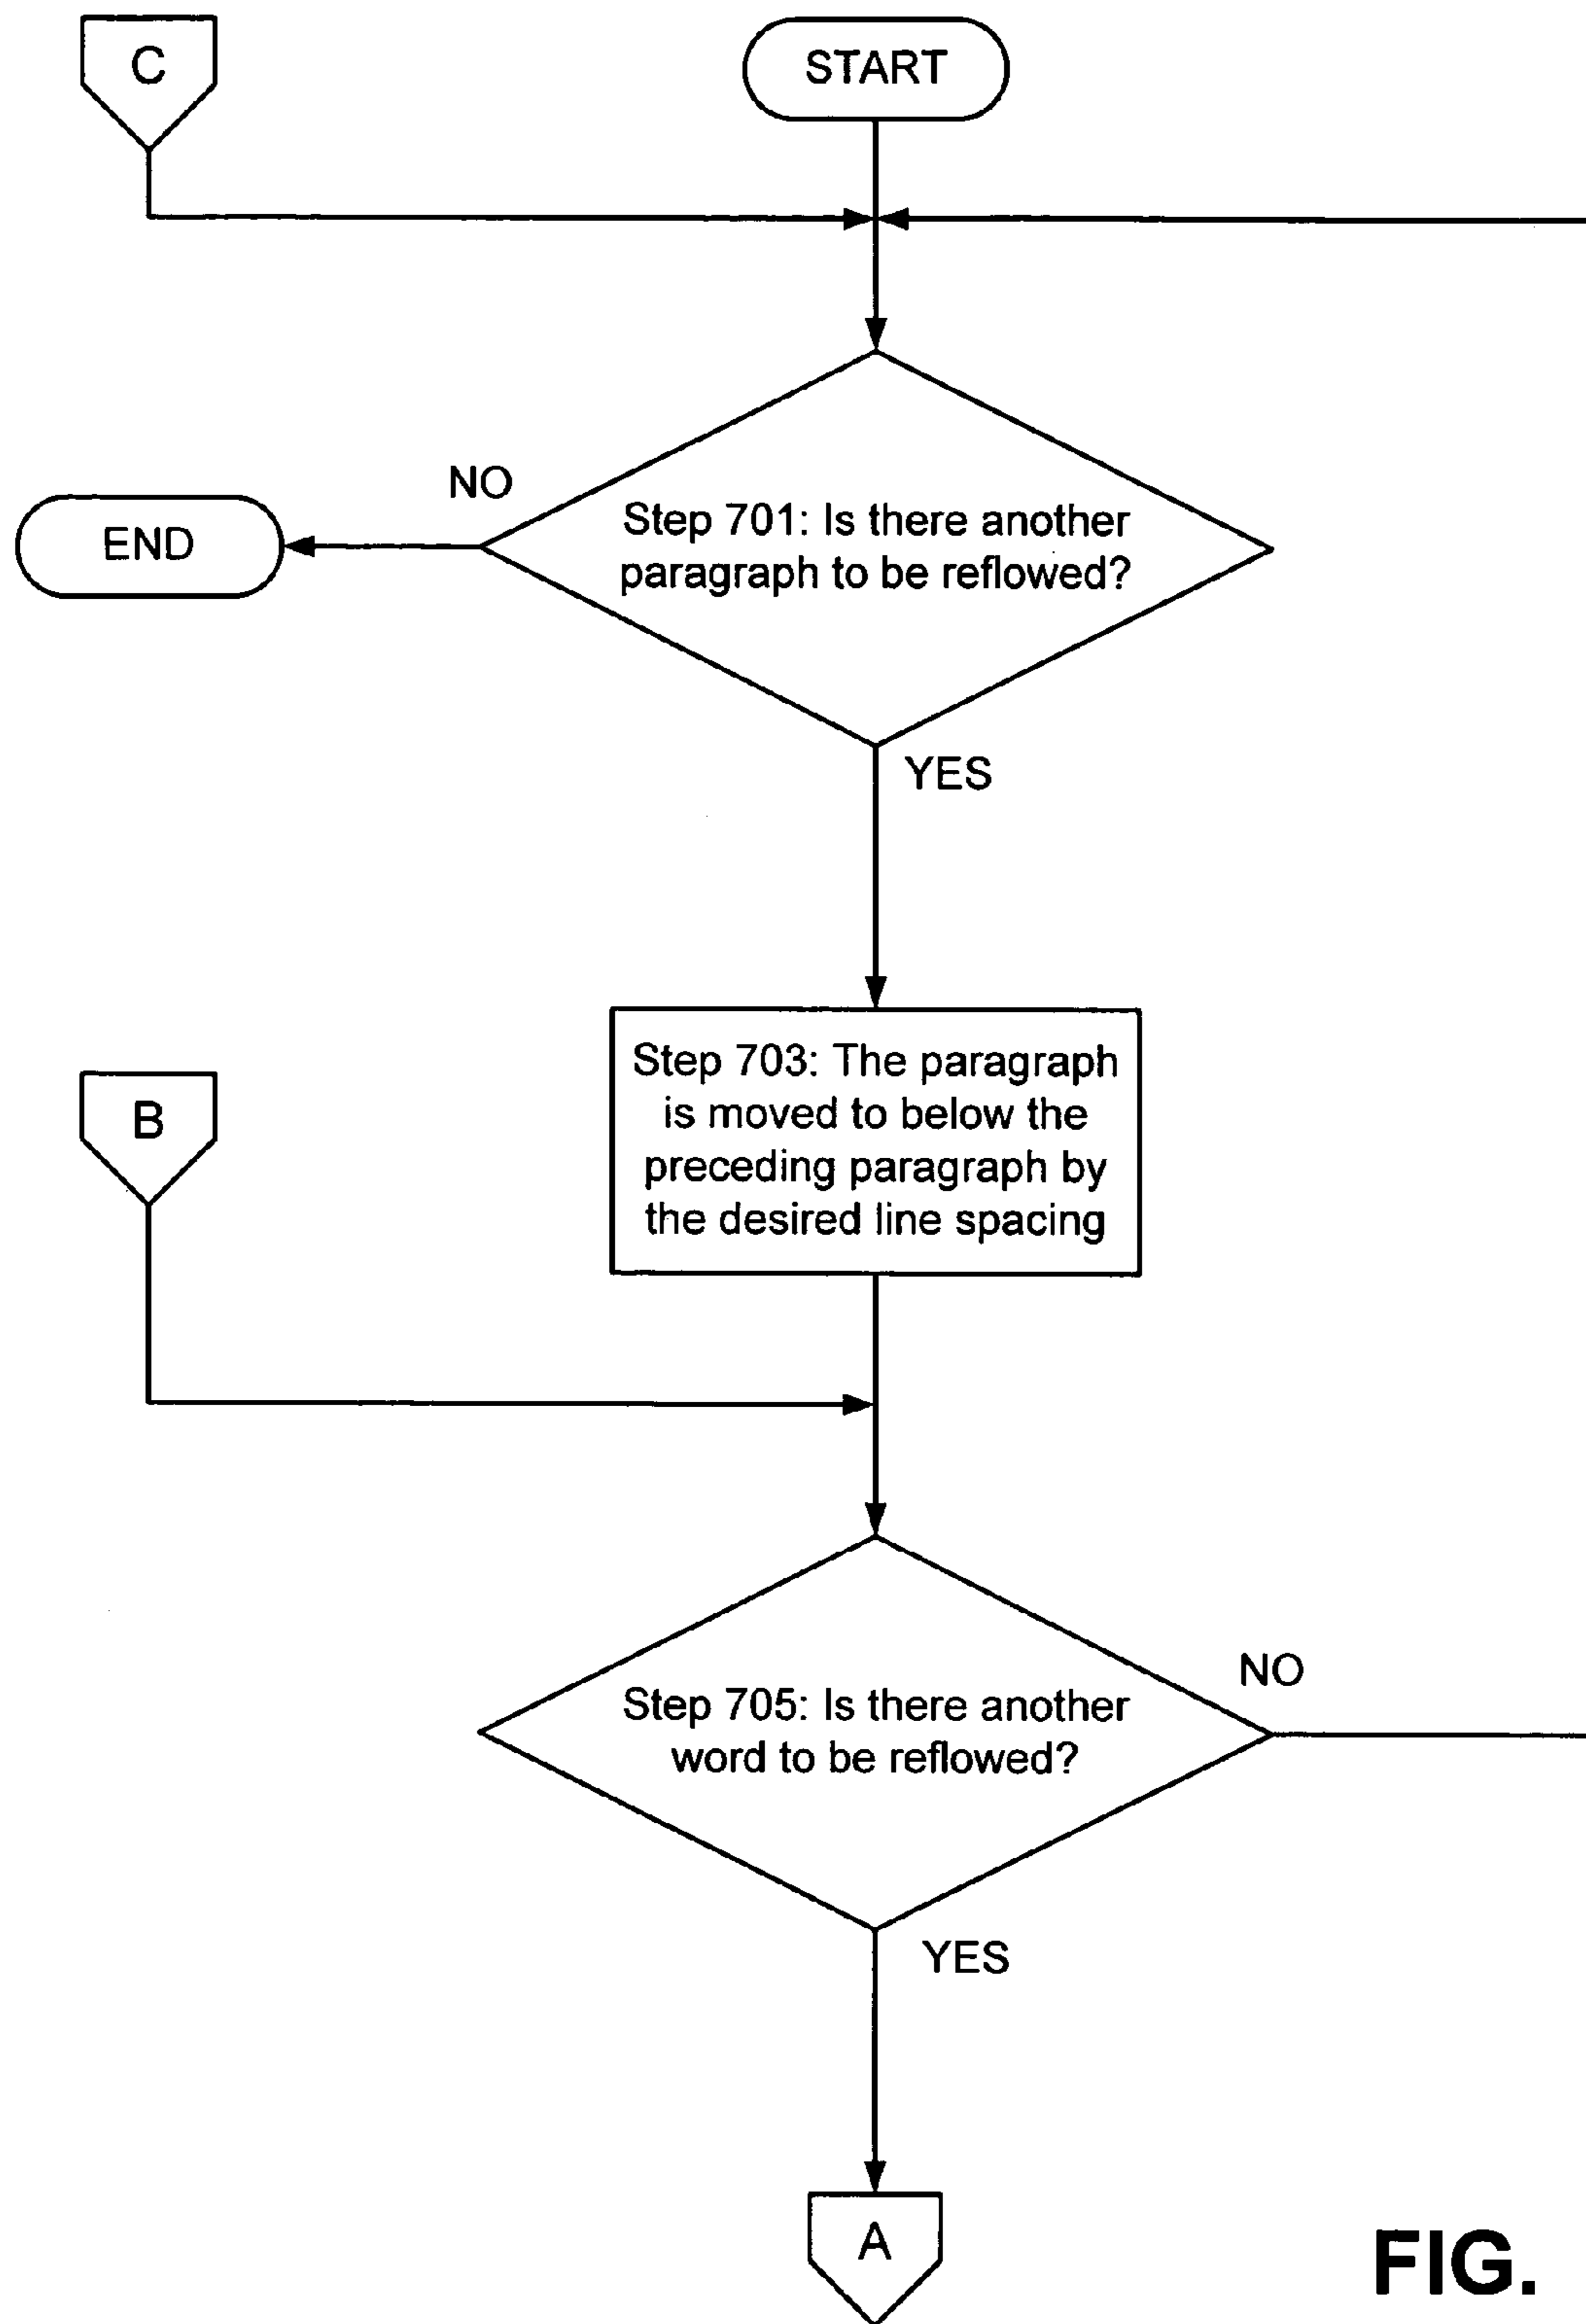 C
START
NO
Step 701: Is there another
paragraph to be reflowed?
END
YES
Step 703: The paragraph
is moved to below the
preceding paragraph by
the desired line spacing
B
NO
Step 705: Is there another
word to be reflowed?
YES
A
FIG.